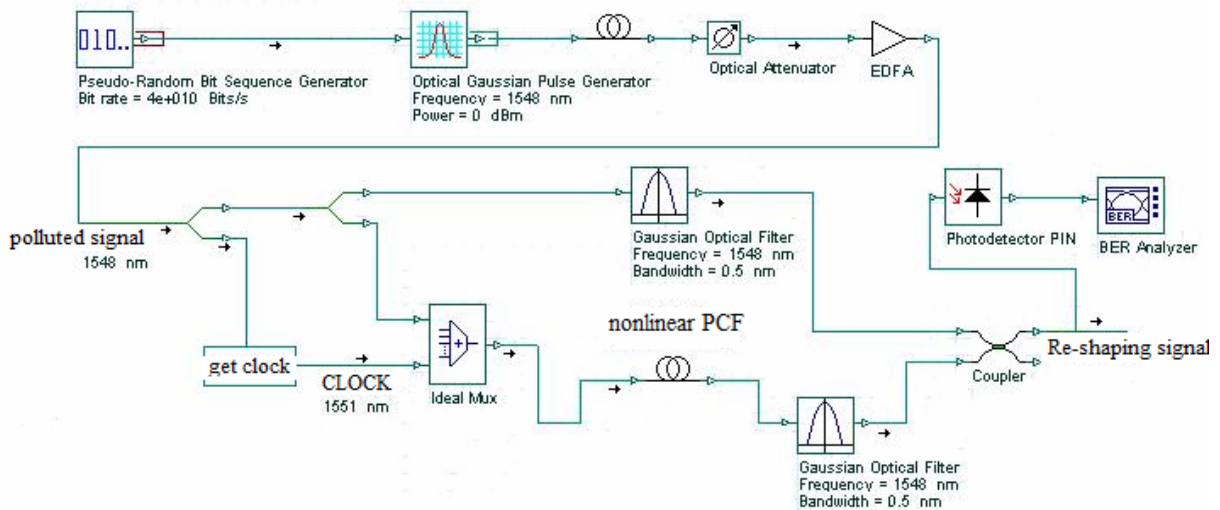 010..
Pseudo-Random Bit Sequence Generator
Bit rate = 4e+010 Bits/s
Optical Gaussian Pulse Generator
Frequency = 1548 nm
Power = 0 dBm
Optical Attenuator
EDFA
polluted signal
1548 nm
Gaussian Optical Filter
Frequency = 1548 nm
Bandwidth = 0.5 nm
Photodetector PIN
BER
BER Analyzer
get clock
CLOCK
1551 nm
Ideal Mux
nonlinear PCF
Coupler
Re-shaping signal
Gaussian Optical Filter
Frequency = 1548 nm
Bandwidth = 0.5 nm